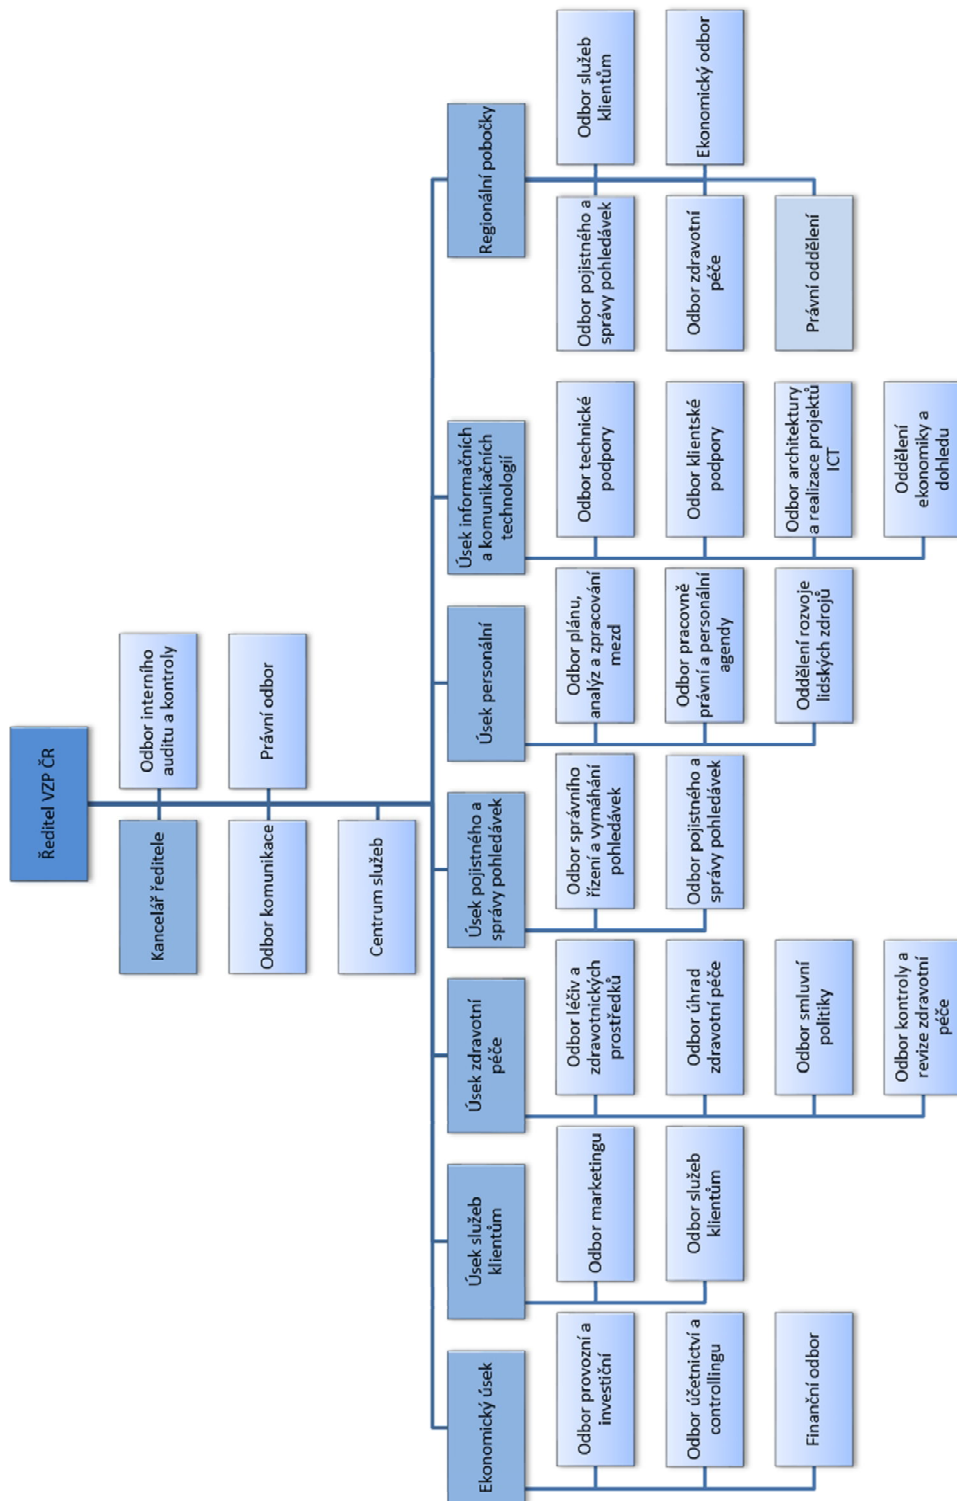 Ředitel VZP ČR
Kancelář ředitele
Odbor interního
auditu a kontroly
Odbor komunikace
Právní odbor
Centrum služeb
Ekonomický úsek
Odbor provozní a
investiční
Odbor účetnictví a
controllingu
Finanční odbor
Úsek služeb
klientům
Odbor marketingu
Odbor služeb
klientům
Úsek zdravotní
péče
Odbor léčiv a
zdravotnických
prostředků
Odbor úhrad
zdravotní péče
Odbor smluvní
politiky
Odbor kontroly a
revize zdravotní
péče
Úsek pojistného a
správy pohledávek
Odbor správního
řízení a vymáhání
pohledávek
Odbor pojistného a
správy pohledávek
Úsek personální
Odbor plánu,
analýz a zpracování
mezd
Odbor pracovně
právní a personální
agendy
Oddělení rozvoje
lidských zdrojů
Úsek informačních
a komunikačních
technologií
Odbor technické
podpory
Odbor klientské
podpory
Odbor architektury
a realizace projektů
ICT
Oddělení
ekonomiky a
dohledu
Regionální pobočky
Odbor pojistného a
správy pohledávek
Odbor služeb
klientům
Odbor zdravotní
péče
Ekonomický odbor
Právní oddělení